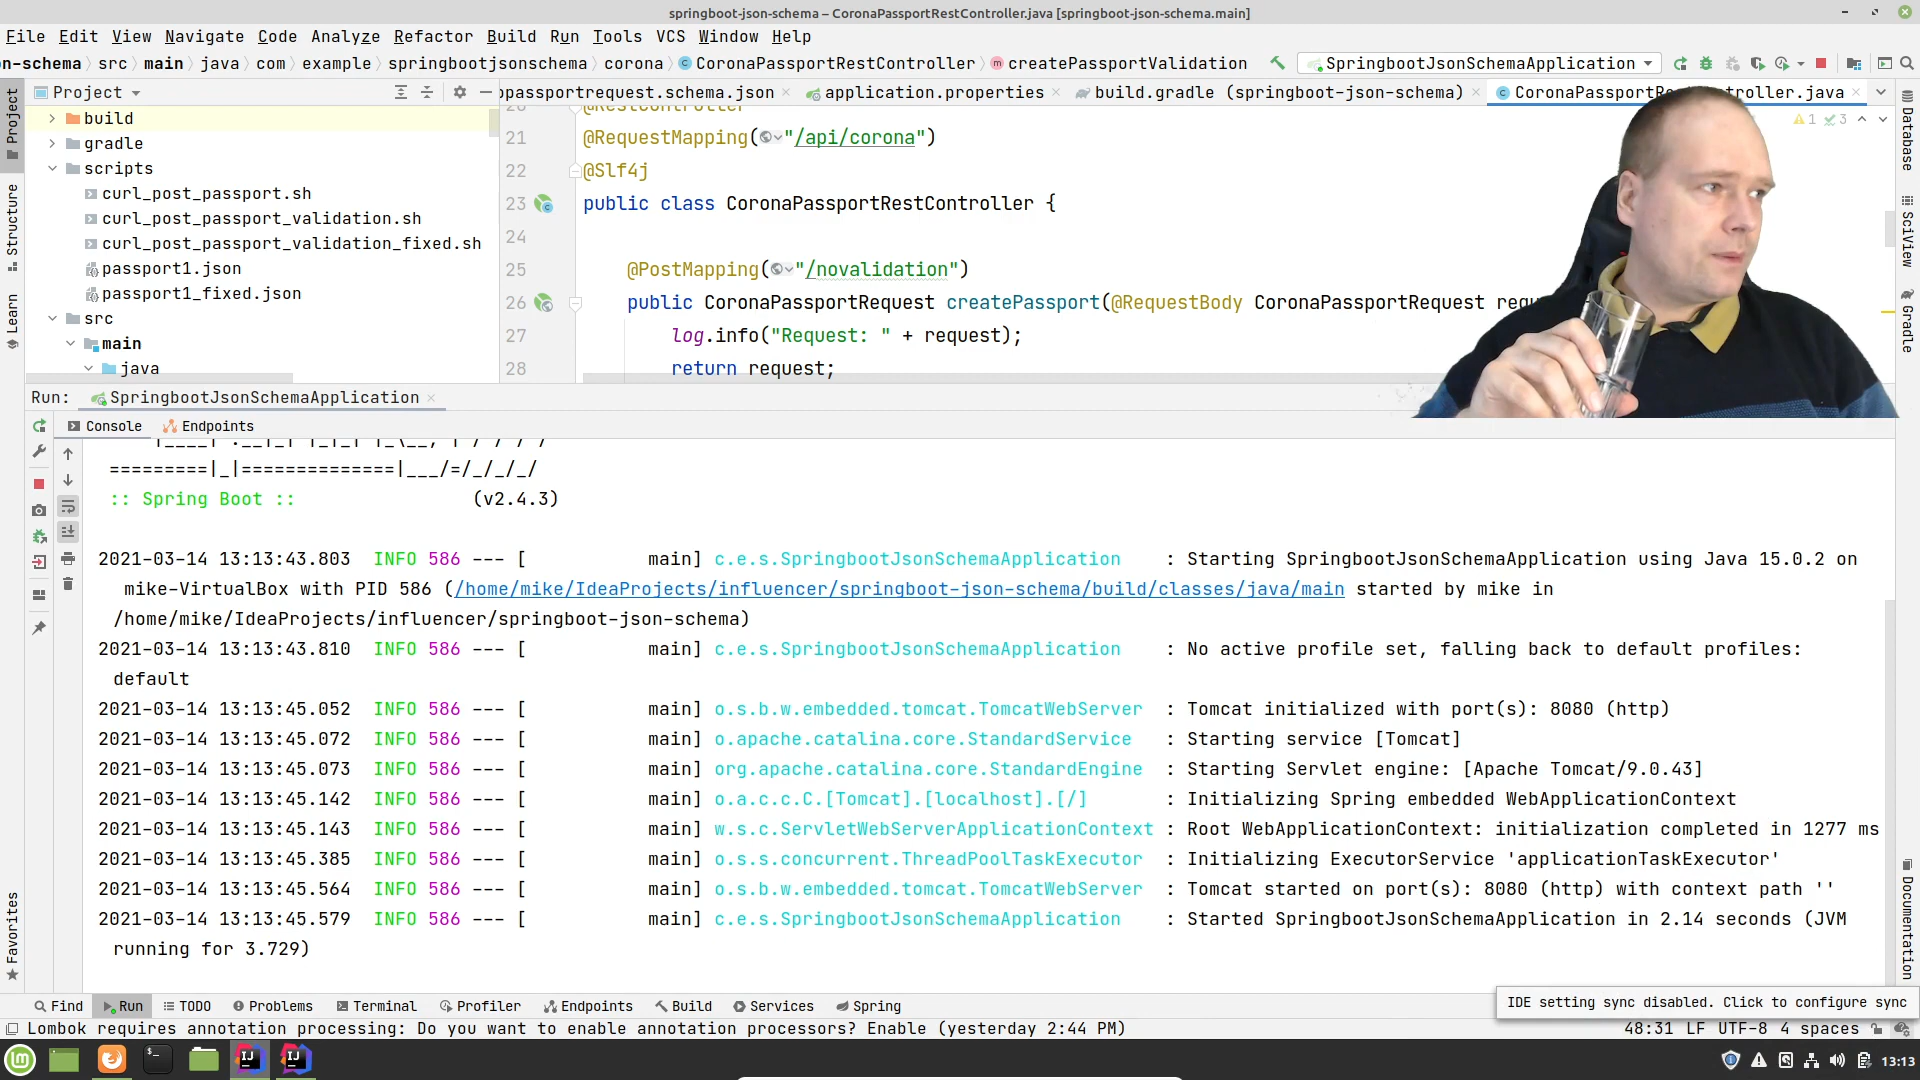 springboot-json-schema – CoronaPassportRestController.java [springboot-json-schema.main]
File Edit View Navigate Code Analyze Refactor Build Run Tools VCS Window Help
n-schema src main java com example springbootjsonschema corona CoronaPassportRestController createPassportValidation SpringbootJsonSchemaApplication
Project
opassportrequest.schema.json application.properties build.gradle (springboot-json-schema)
Project
build
gradle
scripts
curl_post_passport.sh
curl_post_passport_validation.sh
curl_post_passport_validation_fixed.sh
passport1.json
passport1_fixed.json
src
main
java
Structure
Learn
Favorites
@RestController
21 @RequestMapping("/api/corona")
22 @Slf4j
23 public class CoronaPassportRestController {
24
25 @PostMapping("/novalidation")
26 public CoronaPassportRequest createPassport(@RequestBody CoronaPassportRequest requ
27 log.info("Request: " + request);
28 return request;
1 3
Database
SciView
Gradle
Documentation
Run: SpringbootJsonSchemaApplication
Console Endpoints
=========|_|==============|___/=/_/_/_/
:: Spring Boot :: (v2.4.3)
2021-03-14 13:13:43.803 INFO 586 --- [ main] c.e.s.SpringbootJsonSchemaApplication : Starting SpringbootJsonSchemaApplication using Java 15.0.2 on
mike-VirtualBox with PID 586 (/home/mike/IdeaProjects/influencer/springboot-json-schema/build/classes/java/main started by mike in
/home/mike/IdeaProjects/influencer/springboot-json-schema)
2021-03-14 13:13:43.810 INFO 586 --- [ main] c.e.s.SpringbootJsonSchemaApplication : No active profile set, falling back to default profiles:
default
2021-03-14 13:13:45.052 INFO 586 --- [ main] o.s.b.w.embedded.tomcat.TomcatWebServer : Tomcat initialized with port(s): 8080 (http)
2021-03-14 13:13:45.072 INFO 586 --- [ main] o.apache.catalina.core.StandardService : Starting service [Tomcat]
2021-03-14 13:13:45.073 INFO 586 --- [ main] org.apache.catalina.core.StandardEngine : Starting Servlet engine: [Apache Tomcat/9.0.43]
2021-03-14 13:13:45.142 INFO 586 --- [ main] o.a.c.c.C.[Tomcat].[localhost].[/] : Initializing Spring embedded WebApplicationContext
2021-03-14 13:13:45.143 INFO 586 --- [ main] w.s.c.ServletWebServerApplicationContext : Root WebApplicationContext: initialization completed in 1277 ms
2021-03-14 13:13:45.385 INFO 586 --- [ main] o.s.s.concurrent.ThreadPoolTaskExecutor : Initializing ExecutorService 'applicationTaskExecutor'
2021-03-14 13:13:45.564 INFO 586 --- [ main] o.s.b.w.embedded.tomcat.TomcatWebServer : Tomcat started on port(s): 8080 (http) with context path ''
2021-03-14 13:13:45.579 INFO 586 --- [ main] c.e.s.SpringbootJsonSchemaApplication : Started SpringbootJsonSchemaApplication in 2.14 seconds (JVM
running for 3.729)
Find Run TODO Problems Terminal Profiler Endpoints Build Services Spring
IDE setting sync disabled. Click to configure sync
Lombok requires annotation processing: Do you want to enable annotation processors? Enable (yesterday 2:44 PM) 48:31 LF UTF-8 4 spaces
13:13